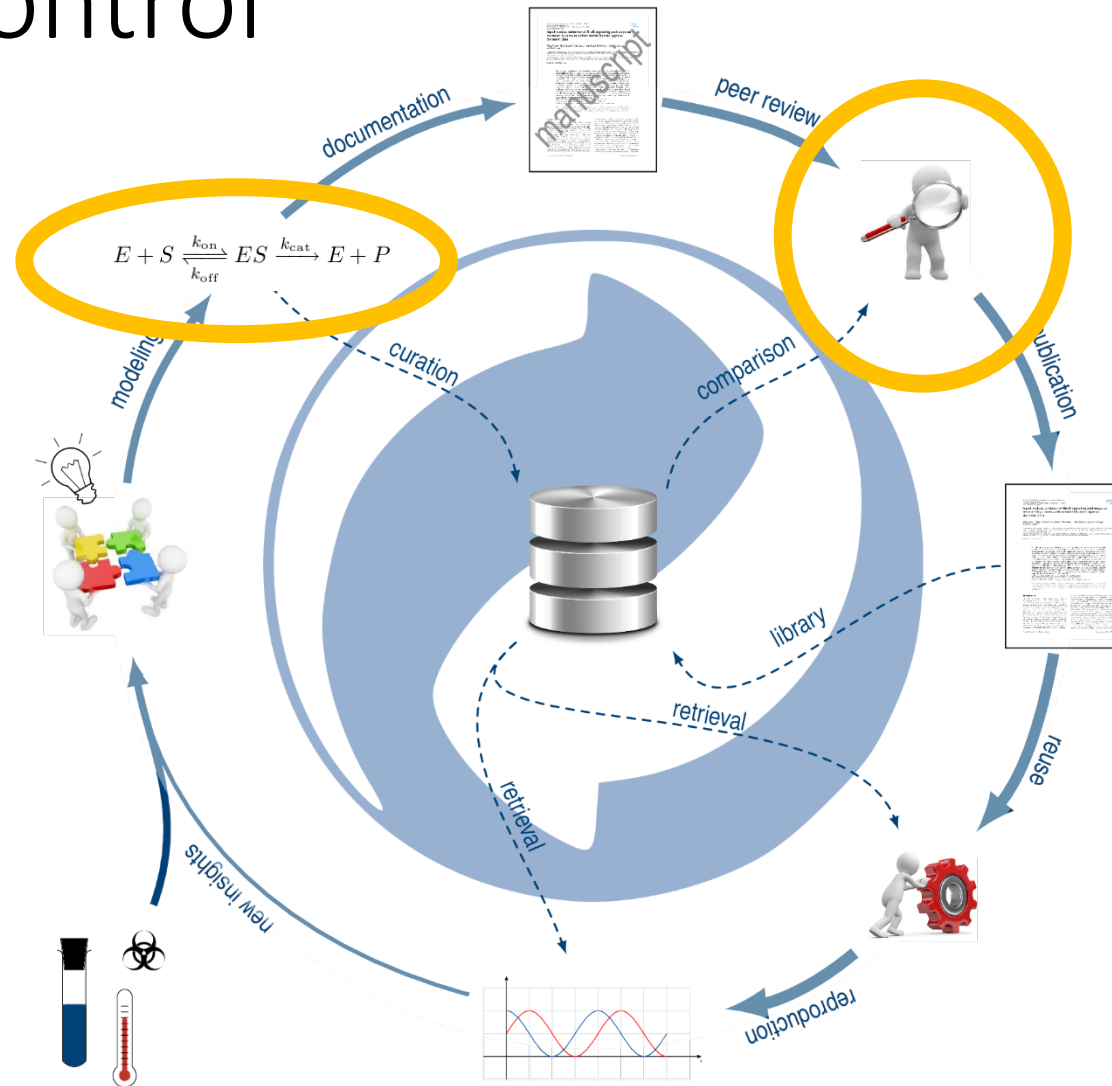 ontrol
documentation
manuscript
peer review
E + S k_on k_off ES k_cat E + P
modeling
curation
comparison
ublication
library
retrieval
retrieval
reuse
new insights
reproduction